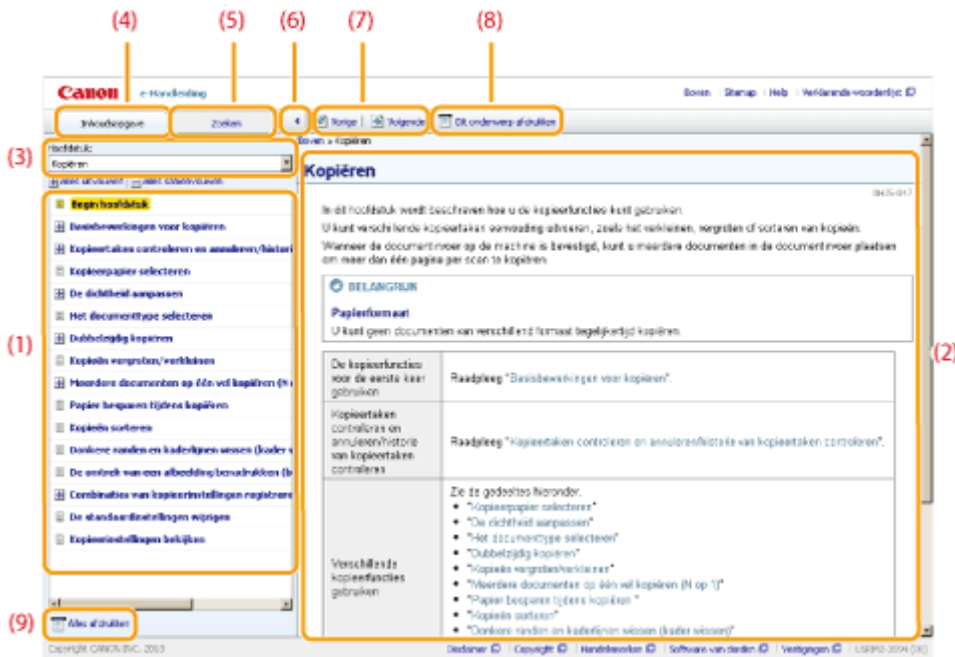 (4) (5) (6) (7) (8)
Canon e-Handleiding
Boven Sitemap Help Verklarende woordenlijst
Inhoudsopgave Zoeken Vorige Volgende Dit onderwerp afdrukken
(3)
Hoofdstuk:
Kopiëren
Alles uitvouwen Alles samenvouwen
Boven » Kopiëren
Kopiëren
(1)
Begin hoofdstuk
Basisbewerkingen voor kopiëren
Kopieertaken controleren en annuleren/histori
Kopieerpapier selecteren
De dichtheid aanpassen
Het documenttype selecteren
Dubbelzijdig kopiëren
Kopieën vergroten/verkleinen
Meerdere documenten op één vel kopiëren (N o
Papier besparen tijdens kopiëren
Kopieën sorteren
Donkere randen en kaderlijnen wissen (kader w
De omtrek van een afbeelding benadrukken (b
Combinaties van kopieerinstellingen registrere
De standaardinstellingen wijzigen
Kopieerinstellingen bekijken
(9)
Alles afdrukken
(2)
In dit hoofdstuk wordt beschreven hoe u de kopieerfuncties kunt gebruiken.
U kunt verschillende kopieertaken eenvoudig uitvoeren, zoals het verkleinen, vergroten of sorteren van kopieën.
Wanneer de documentinvoer op de machine is bevestigd, kunt u meerdere documenten in de documentinvoer plaatsen
om meer dan één pagina per scan te kopiëren.
BELANGRIJK
Papierformaat
U kunt geen documenten van verschillend formaat tegelijkertijd kopiëren.
De kopieerfuncties
voor de eerste keer
gebruiken
Raadpleeg "Basisbewerkingen voor kopiëren".
Kopieertaken
controleren en
annuleren/historie
van kopieertaken
controleren
Raadpleeg "Kopieertaken controleren en annuleren/historie van kopieertaken controleren".
Verschillende
kopieerfuncties
gebruiken
Zie de gedeeltes hieronder.
"Kopieerpapier selecteren"
"De dichtheid aanpassen"
"Het documenttype selecteren"
"Dubbelzijdig kopiëren"
"Kopieën vergroten/verkleinen"
"Meerdere documenten op één vel kopiëren (N op 1)"
"Papier besparen tijdens kopiëren "
"Kopieën sorteren"
"Donkere randen en kaderlijnen wissen (kader wissen)"
Copyright CANON INC. 2013
Disclaimer Copyright Handelsmerken Software van derden Vestigingen